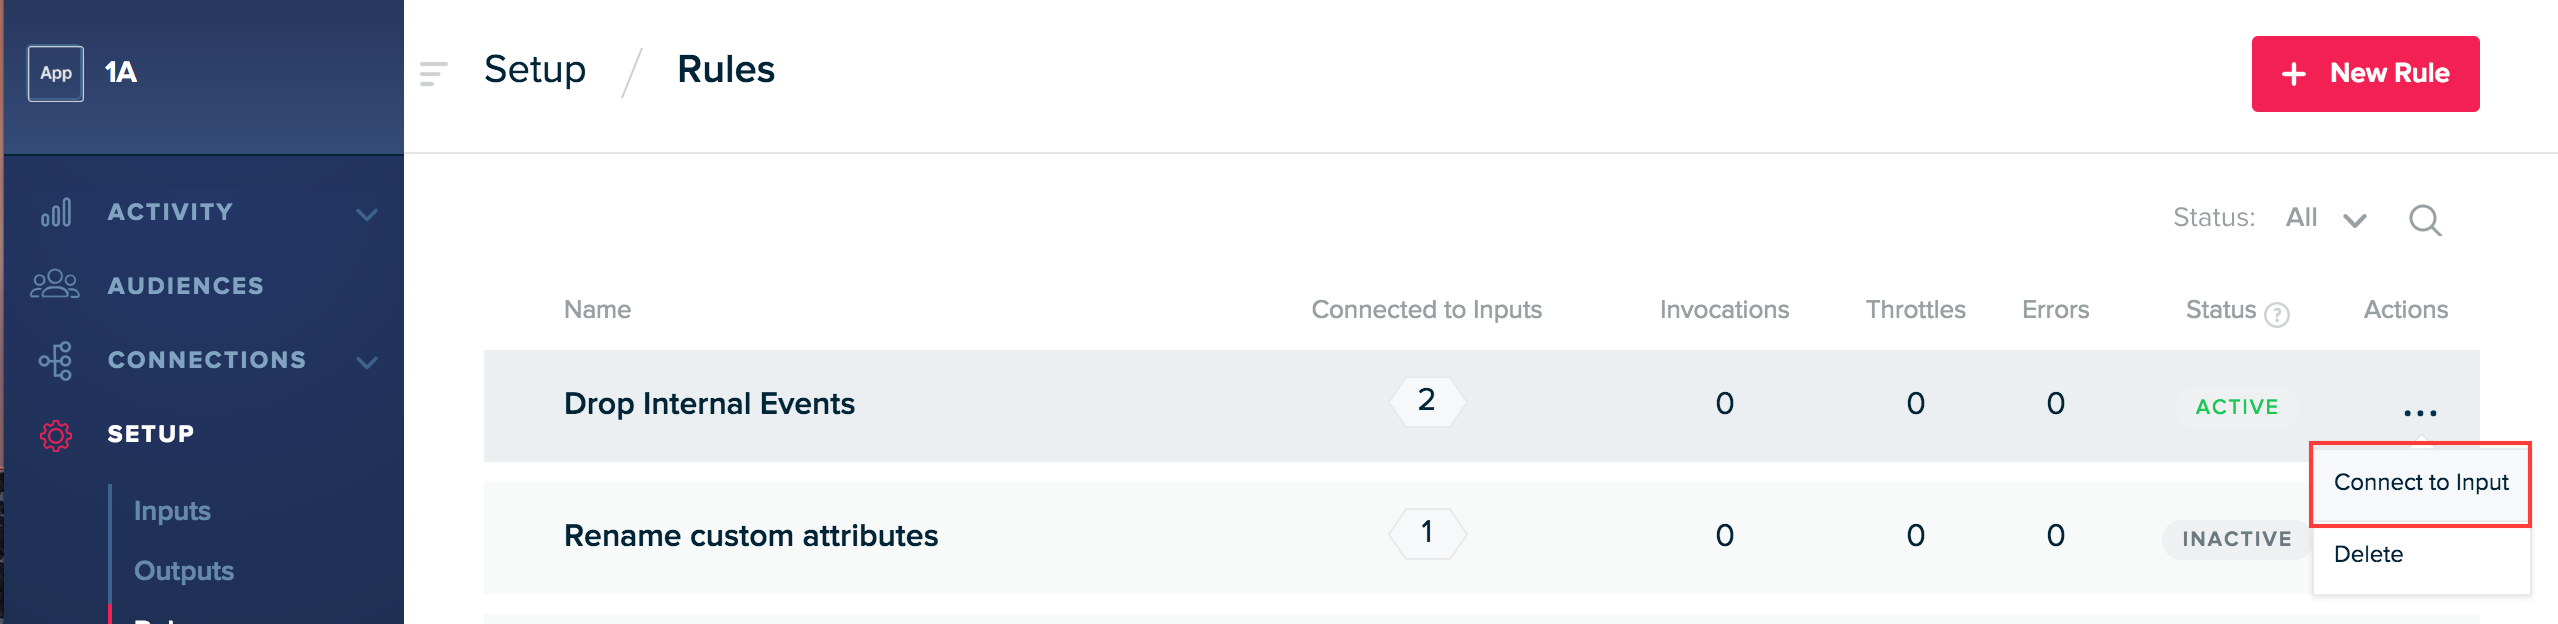 App 1A
Setup / Rules
+ New Rule
ACTIVITY
AUDIENCES
CONNECTIONS
SETUP
Inputs
Outputs
Status: All
Name Connected to Inputs Invocations Throttles Errors Status ? Actions
Drop Internal Events 2 0 0 0 ACTIVE ...
Connect to Input
Rename custom attributes 1 0 0 0 INACTIVE
Delete